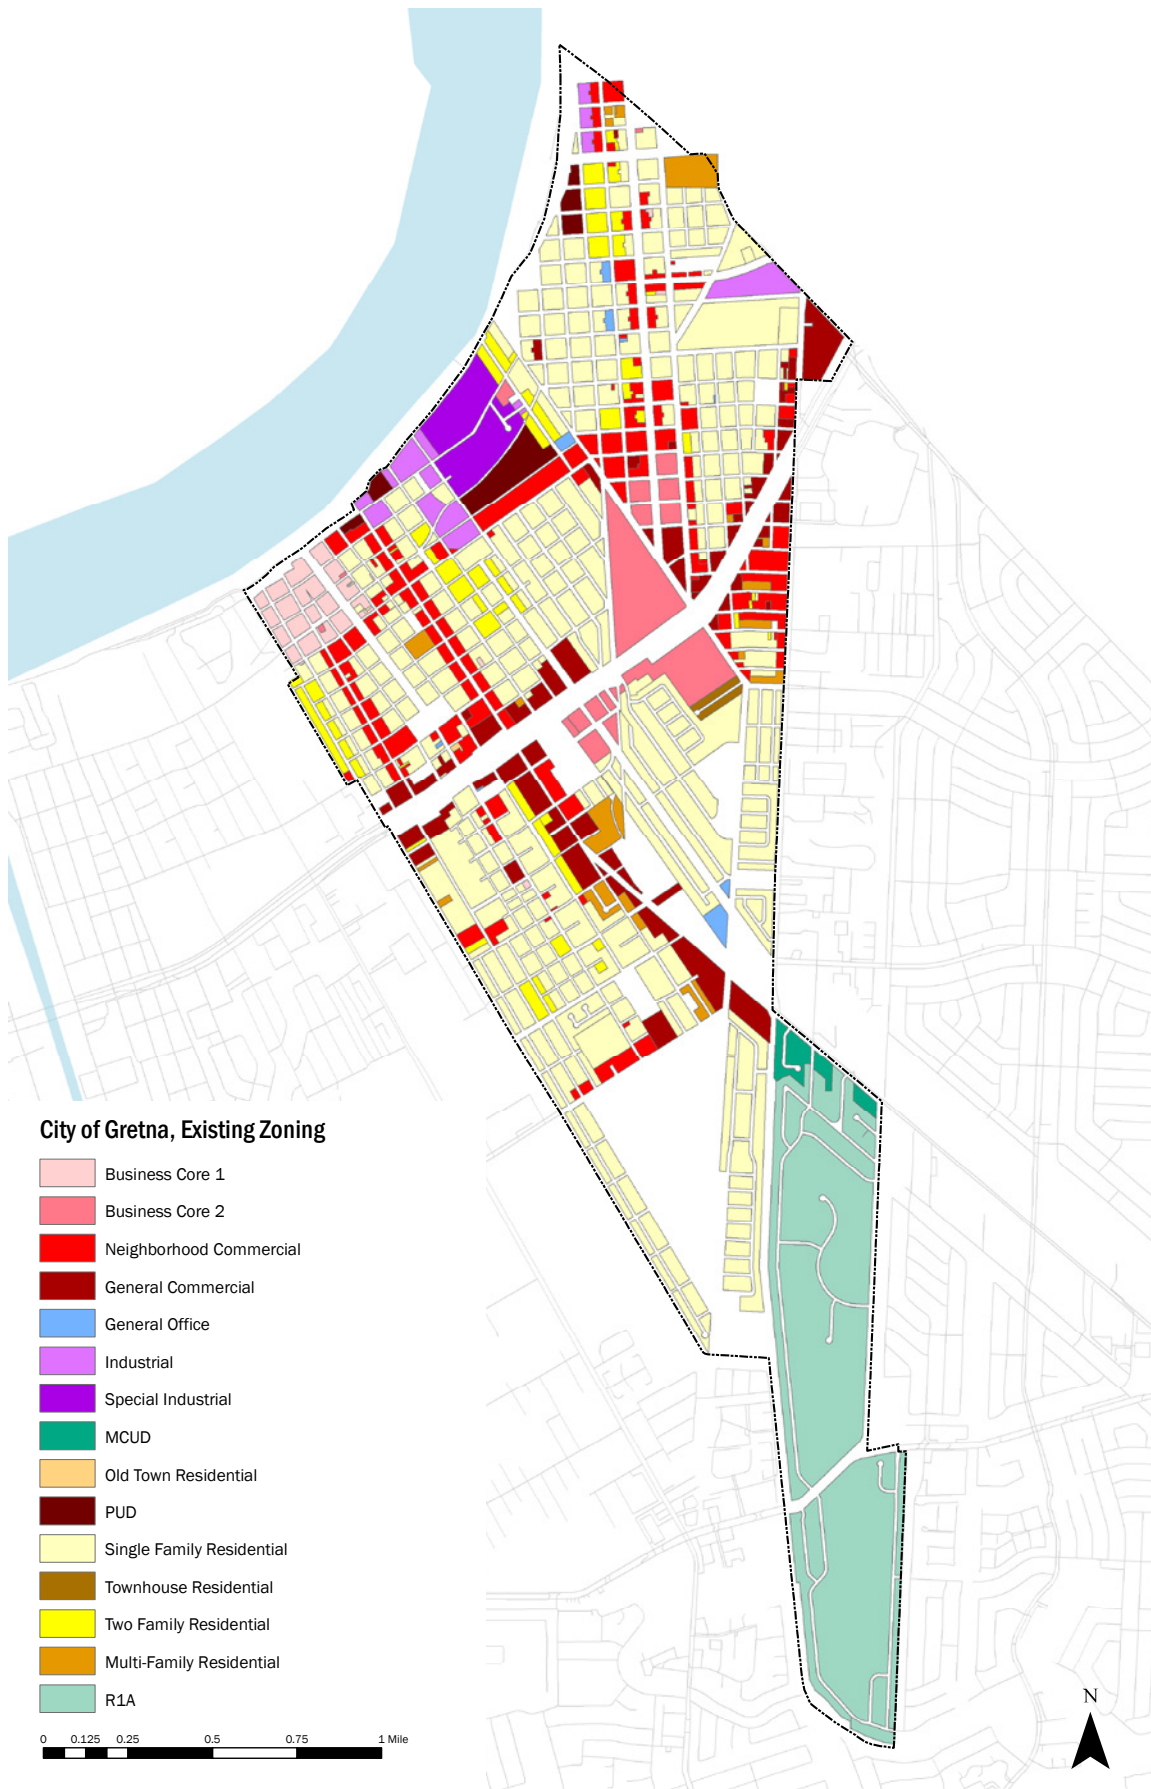 City of Gretna, Existing Zoning
Business Core 1
Business Core 2
Neighborhood Commercial
General Commercial
General Office
Industrial
Special Industrial
MCUD
Old Town Residential
PUD
Single Family Residential
Townhouse Residential
Two Family Residential
Multi-Family Residential
R1A
0 0.125 0.25 0.5 0.75 1 Mile
N